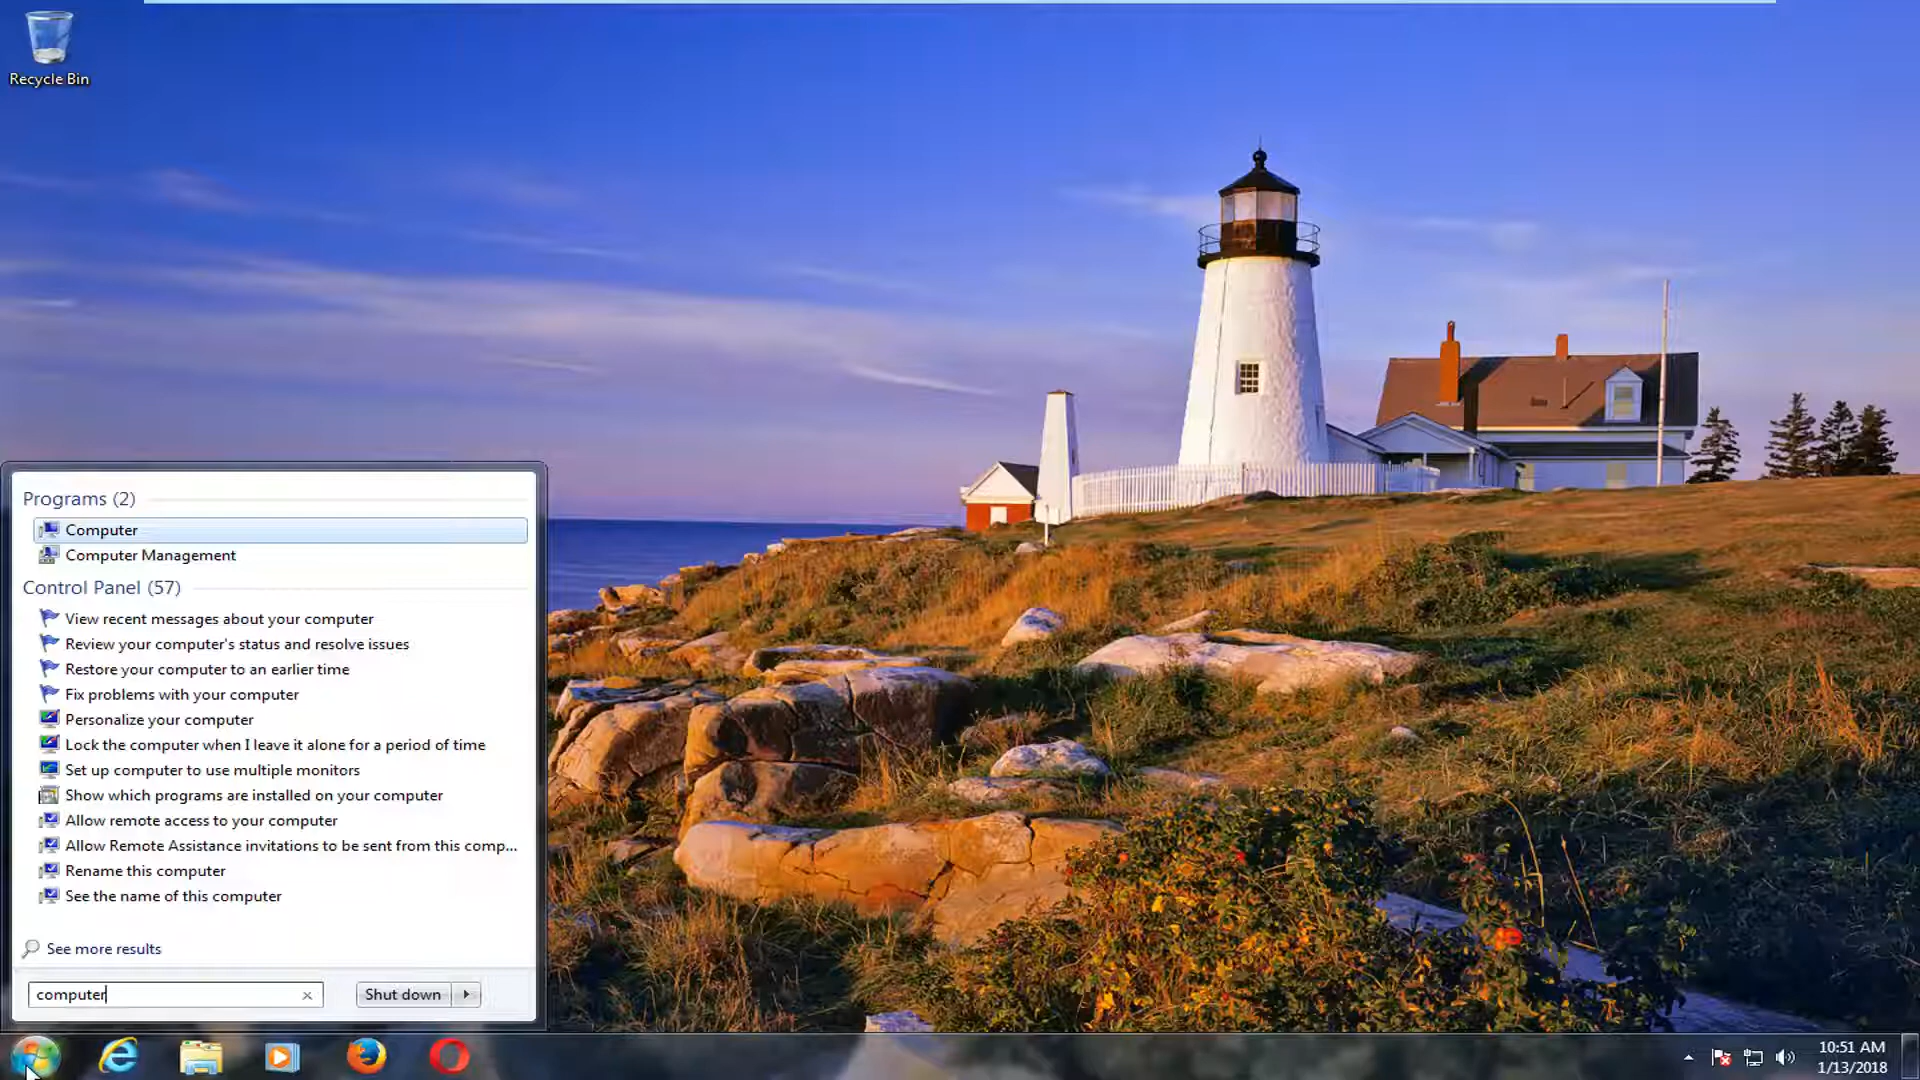 Recycle Bin
Programs (2)
Computer
Computer Management
Control Panel (57)
View recent messages about your computer
Review your computer's status and resolve issues
Restore your computer to an earlier time
Fix problems with your computer
Personalize your computer
Lock the computer when I leave it alone for a period of time
Set up computer to use multiple monitors
Show which programs are installed on your computer
Allow remote access to your computer
Allow Remote Assistance invitations to be sent from this comp...
Rename this computer
See the name of this computer
See more results
computer
Shut down
10:51 AM
1/13/2018